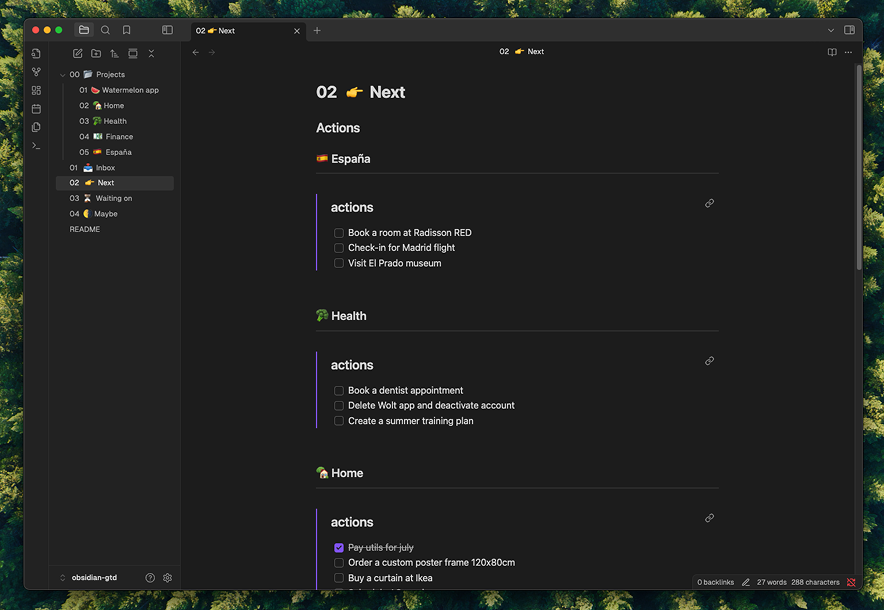 02 👉 Next
00 📂 Projects
01 🍉 Watermelon app
02 🏡 Home
03 🥦 Health
04 💵 Finance
05 🇪🇸 España
01 📥 Inbox
02 👉 Next
03 ⏳ Waiting on
04 🌓 Maybe
README
obsidian-gtd
02 👉 Next
02 👉 Next
Actions
🇪🇸 España
actions
Book a room at Radisson RED
Check-in for Madrid flight
Visit El Prado museum
🥦 Health
actions
Book a dentist appointment
Delete Wolt app and deactivate account
Create a summer training plan
🏡 Home
actions
Pay utils for july
Order a custom poster frame 120x80cm
Buy a curtain at Ikea
0 backlinks 27 words 288 characters